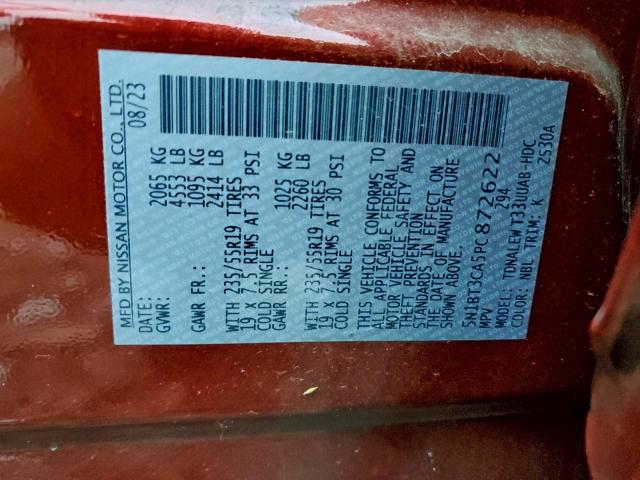 MFD BY NISSAN MOTOR CO., LTD.
DATE: 08/23
GVWR: 2065 KG
4553 LB
GAWR FR.: 1095 KG
2414 LB
WITH 235/55R19 TIRES
19 X 7.5 RIMS AT 33 PSI
COLD SINGLE
GAWR RR.: 1025 KG
2260 LB
WITH 235/55R19 TIRES
19 X 7.5 RIMS AT 30 PSI
COLD SINGLE
THIS VEHICLE CONFORMS TO
ALL APPLICABLE FEDERAL
MOTOR VEHICLE SAFETY AND
THEFT PREVENTION
STANDARDS IN EFFECT ON
THE DATE OF MANUFACTURE
SHOWN ABOVE.
5N1BT3CA5PC872622
MPV 294
MODEL: TDNALEWT33UUAB-HDC
COLOR: NBL TRIM: K ZS30A